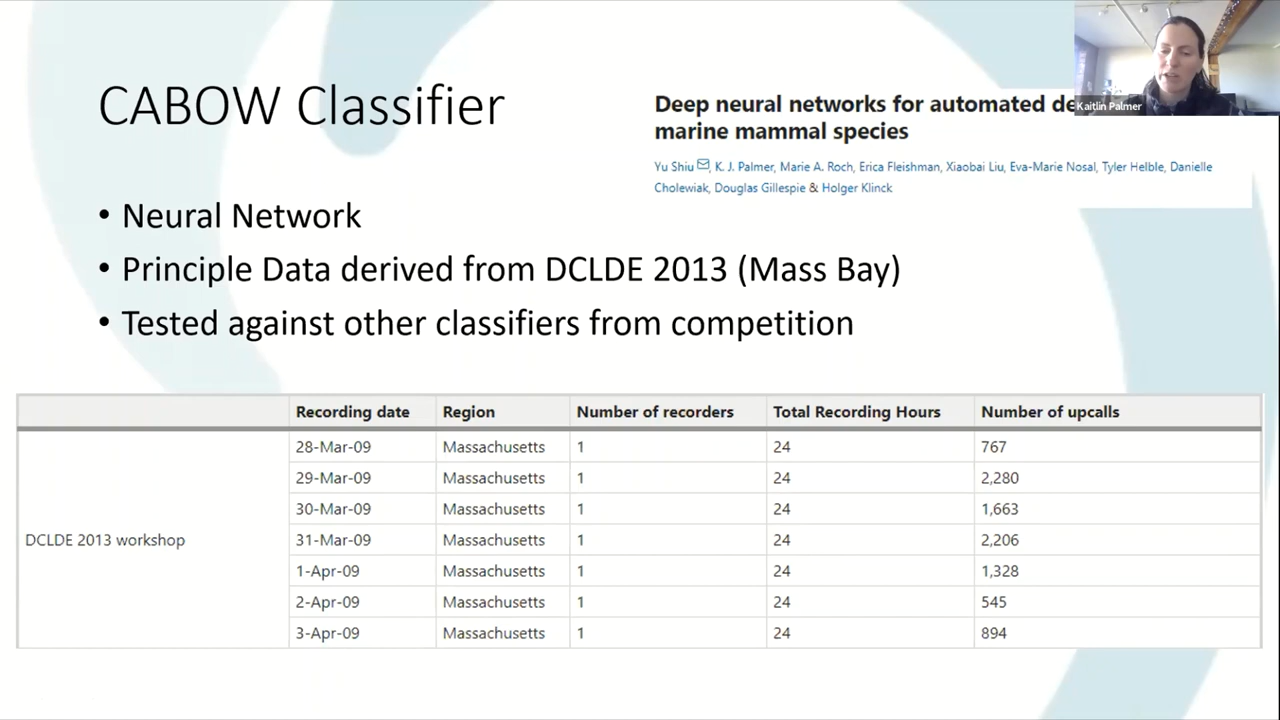 CABOW Classifier
Deep neural networks for automated de
marine mammal species
Yu Shiu, K. J. Palmer, Marie A. Roch, Erica Fleishman, Xiaobai Liu, Eva-Marie Nosal, Tyler Helble, Danielle
Cholewiak, Douglas Gillespie & Holger Klinck
Kaitlin Palmer
• Neural Network
• Principle Data derived from DCLDE 2013 (Mass Bay)
• Tested against other classifiers from competition
Recording date Region Number of recorders Total Recording Hours Number of upcalls
28-Mar-09 Massachusetts 1 24 767
29-Mar-09 Massachusetts 1 24 2,280
30-Mar-09 Massachusetts 1 24 1,663
DCLDE 2013 workshop 31-Mar-09 Massachusetts 1 24 2,206
1-Apr-09 Massachusetts 1 24 1,328
2-Apr-09 Massachusetts 1 24 545
3-Apr-09 Massachusetts 1 24 894